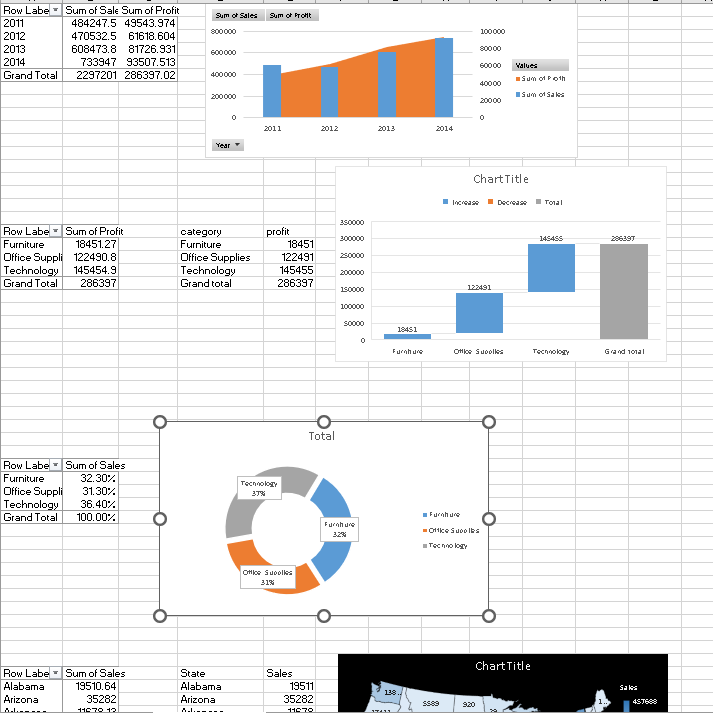 Row Labe Sum of Sale Sum of Profit
2011 484247.5 49543.974
2012 470532.5 61618.604
2013 608473.8 81726.931
2014 733947 93507.513
Grand Total 2297201 286397.02
Sum of Sales Sum of Profit
800000 100000
600000 80000
400000 60000
200000 40000
0 20000
0
2011 2012 2013 2014
Values
Sum of Profit
Sum of Sales
Year
Chart Title
Increase Decrease Total
350000
300000
250000
200000
150000
100000
50000
0
18451 122491 145455 286397
Furniture Office Supplies Technology Grand total
Row Labe Sum of Profit category profit
Furniture 18451.27 Furniture 18451
Office Suppli 122490.8 Office Supplies 122491
Technology 145454.9 Technology 145455
Grand Total 286397 Grand total 286397
Total
Technology
37%
Furniture
32%
Office Supplies
31%
Furniture
Office Supplies
Technology
Row Labe Sum of Sales
Furniture 32.30%
Office Suppli 31.30%
Technology 36.40%
Grand Total 100.00%
Row Labe Sum of Sales State Sales
Alabama 19510.64 Alabama 19511
Arizona 35282 Arizona 35282
Arkansas 11678.13 Arkansas 11678
Chart Title
Sales
457688
138...
5589
920
1...